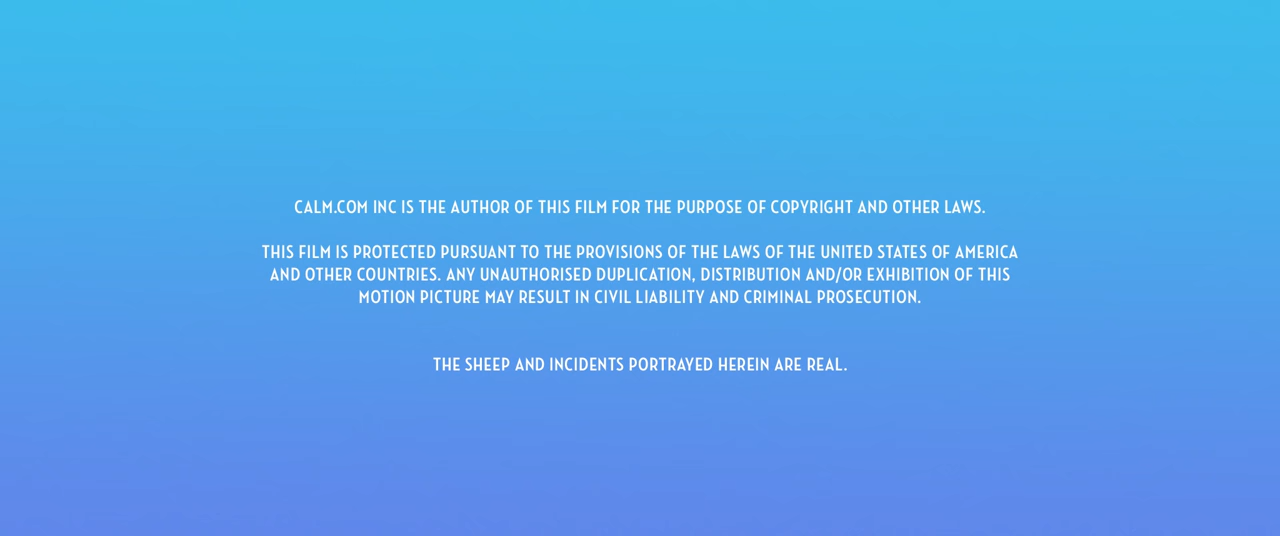 CALM.COM INC IS THE AUTHOR OF THIS FILM FOR THE PURPOSE OF COPYRIGHT AND OTHER LAWS.
THIS FILM IS PROTECTED PURSUANT TO THE PROVISIONS OF THE LAWS OF THE UNITED STATES OF AMERICA
AND OTHER COUNTRIES. ANY UNAUTHORISED DUPLICATION, DISTRIBUTION AND/OR EXHIBITION OF THIS
MOTION PICTURE MAY RESULT IN CIVIL LIABILITY AND CRIMINAL PROSECUTION.
THE SHEEP AND INCIDENTS PORTRAYED HEREIN ARE REAL.